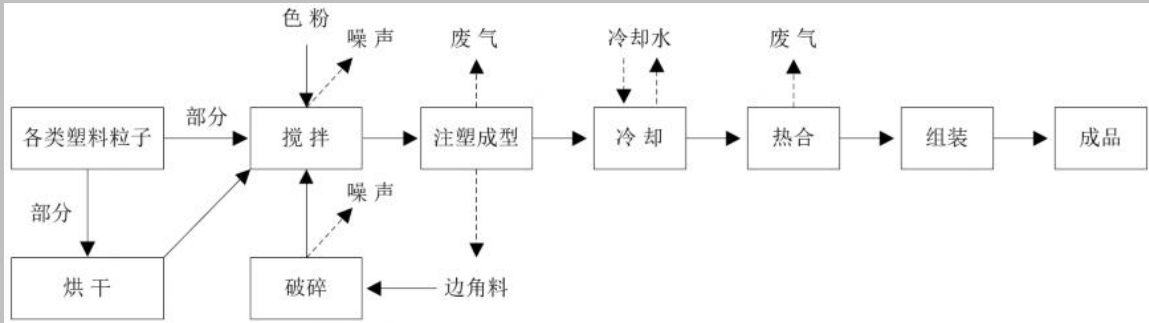 色粉
噪声
废气
冷却水
废气
各类塑料粒子
部分
搅拌
注塑成型
冷却
热合
组装
成品
部分
噪声
烘干
破碎
边角料